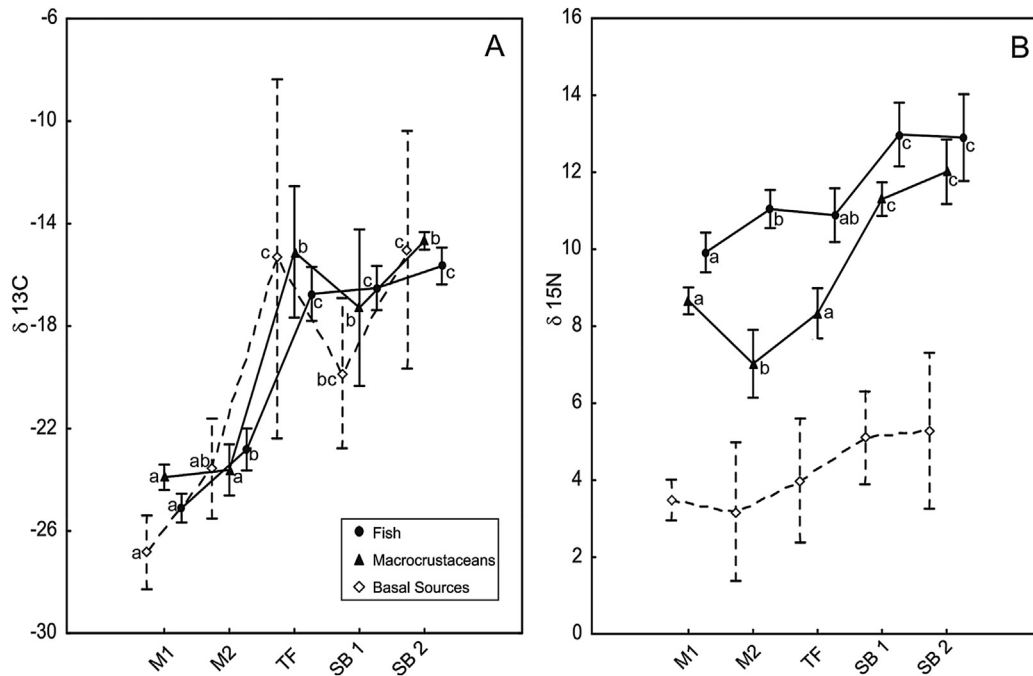 A
δ 13C
-6
-10
-14
-18
-22
-26
-30
a
a
a
ab
a
b
c
b
c
bc
b
c
c
b
c
Fish
Macrocrustaceans
Basal Sources
M1
M2
TF
SB 1
SB 2
B
δ 15N
16
14
12
10
8
6
4
2
0
a
b
ab
c
c
a
b
a
c
c
M1
M2
TF
SB 1
SB 2